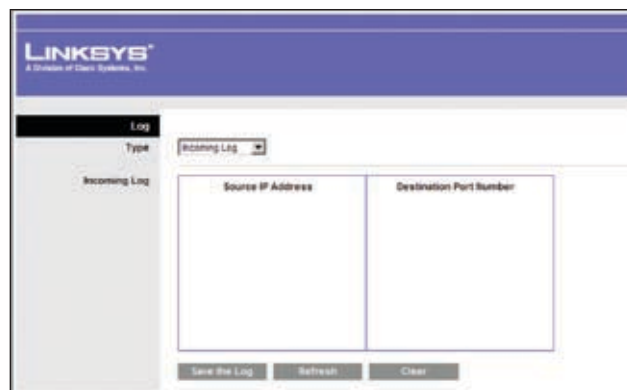 LINKSYS®
A Division of Cisco Systems, Inc.
Log
Type
Incoming Log
Incoming Log
Source IP Address
Destination Port Number
Save the Log
Refresh
Clear